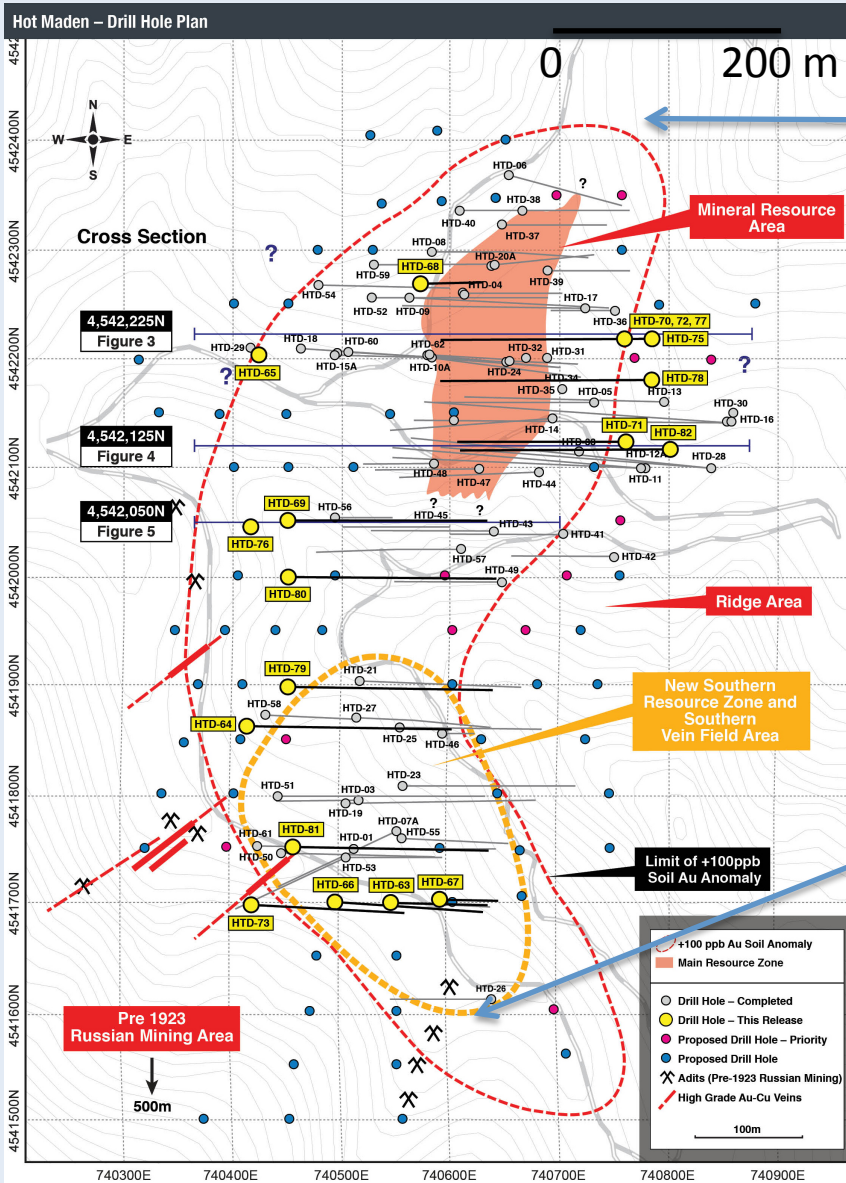 Hot Maden – Drill Hole Plan
0
200 m
4542400N
4542300N
4542200N
4542100N
4542000N
4541900N
4541800N
4541700N
4541600N
4541500N
N
W
E
S
HTD-06
?
HTD-38
HTD-40
HTD-37
Mineral Resource
Area
Cross Section
?
HTD-08
HTD-20A
HTD-59
HTD-68
HTD-04
HTD-39
HTD-54
HTD-52
HTD-09
HTD-17
HTD-36
4,542,225N
Figure 3
HTD-70, 72, 77
HTD-75
HTD-29
HTD-18
HTD-60
HTD-15A
HTD-62
HTD-10A
HTD-32
HTD-24
HTD-31
?
HTD-65
?
HTD-34
HTD-78
HTD-35
HTD-05
HTD-13
HTD-30
HTD-16
HTD-14
HTD-71
4,542,125N
Figure 4
HTD-82
HTD-12A
HTD-28
HTD-48
HTD-47
HTD-44
HTD-11
4,542,050N
Figure 5
HTD-69
HTD-56
?
HTD-45
?
HTD-43
HTD-41
HTD-76
HTD-57
HTD-42
HTD-49
HTD-80
Ridge Area
HTD-21
HTD-79
New Southern
Resource Zone and
Southern
Vein Field Area
HTD-58
HTD-27
HTD-64
HTD-25
HTD-46
HTD-23
HTD-51
HTD-03
HTD-19
HTD-07A
HTD-81
HTD-61
HTD-01
HTD-55
HTD-50
HTD-53
Limit of +100ppb
Soil Au Anomaly
HTD-66
HTD-63
HTD-67
HTD-73
HTD-26
Pre 1923
Russian Mining Area
500m
+100 ppb Au Soil Anomaly
Main Resource Zone
Drill Hole – Completed
Drill Hole – This Release
Proposed Drill Hole – Priority
Proposed Drill Hole
Adits (Pre-1923 Russian Mining)
High Grade Au-Cu Veins
100m
740300E
740400E
740500E
740600E
740700E
740800E
740900E